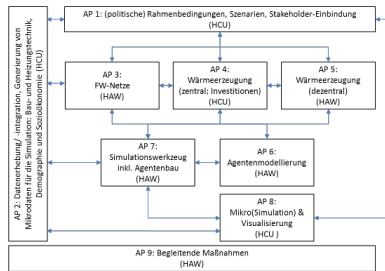 AP 1: (politische) Rahmenbedingungen, Szenarien, Stakeholder-Einbindung
(HCU)
AP 2: Datenerhebung/ -integration, Generierung von
Mikrodaten für die Simulation: Bau- und Heizungstechnik,
Demographie und Sozioökonomie (HCU)
AP 3:
FW-Netze
(HAW)
AP 4:
Wärmeerzeugung
(zentral; Investitionen)
(HCU)
AP 5:
Wärmeerzeugung
(dezentral)
(HAW)
AP 7:
Simulationswerkzeug
inkl. Agentenbau
(HAW)
AP 6:
Agentenmodellierung
(HAW)
AP 8:
Mikro(Simulation) &
Visualisierung
(HCU )
AP 9: Begleitende Maßnahmen
(HAW)